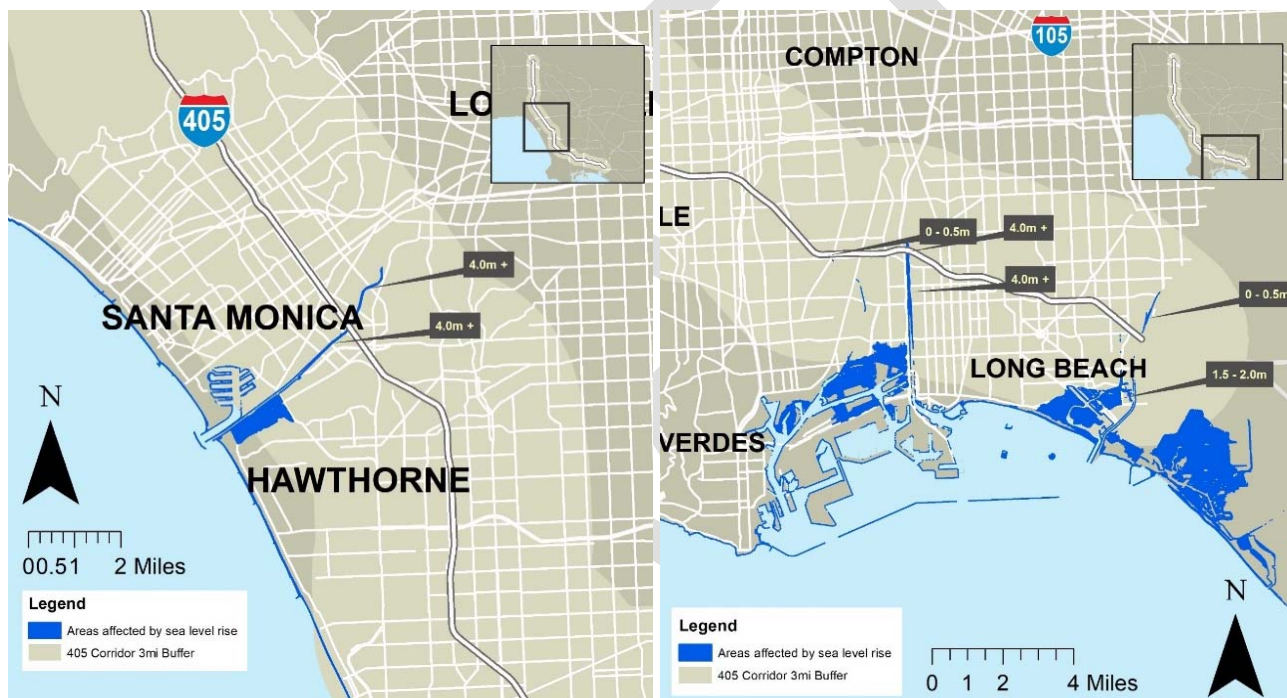 405
LO
4.0m +
4.0m +
SANTA MONICA
HAWTHORNE
N
00.51 2 Miles
Legend
Areas affected by sea level rise
405 Corridor 3mi Buffer
105
COMPTON
LE
0 - 0.5m
4.0m +
4.0m +
0 - 0.5m
LONG BEACH
1.5 - 2.0m
VERDES
N
Legend
Areas affected by sea level rise
405 Corridor 3mi Buffer
0 1 2 4 Miles